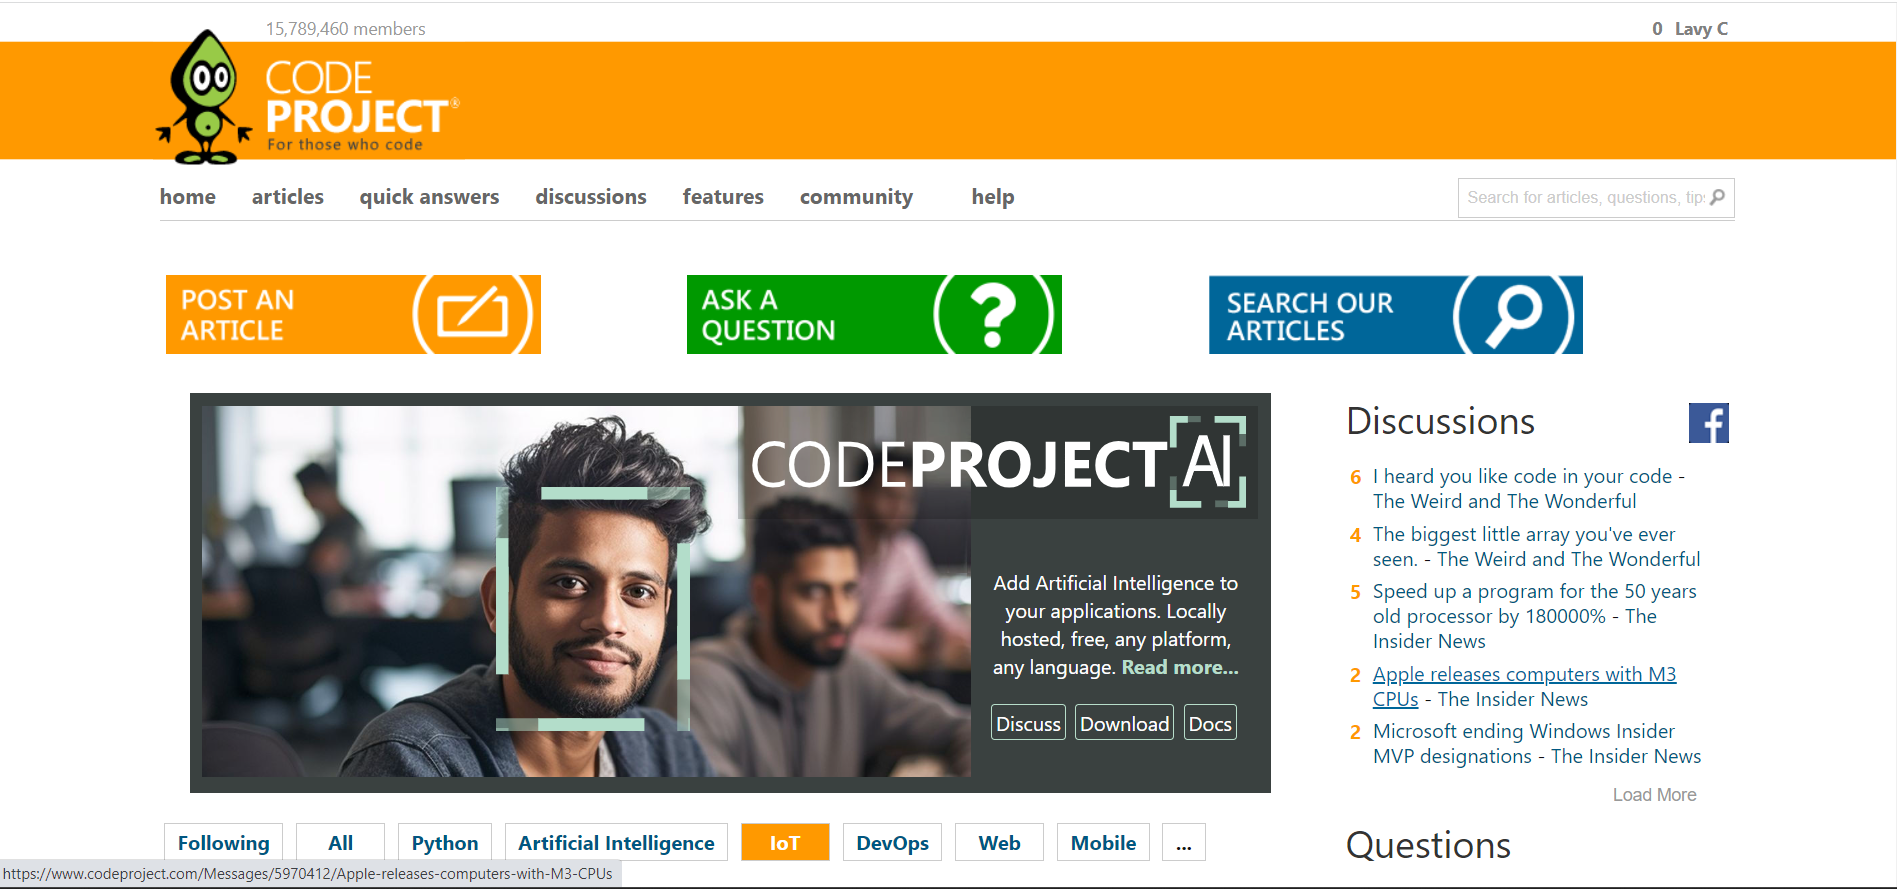 15,789,460 members
0 Lavy C
CODE
PROJECT®
For those who code
home articles quick answers discussions features community help
Search for articles, questions, tips
POST AN
ARTICLE
ASK A
QUESTION
SEARCH OUR
ARTICLES
CODEPROJECT AI
Add Artificial Intelligence to
your applications. Locally
hosted, free, any platform,
any language. Read more...
Discuss Download Docs
Discussions
6 I heard you like code in your code -
The Weird and The Wonderful
4 The biggest little array you've ever
seen. - The Weird and The Wonderful
5 Speed up a program for the 50 years
old processor by 180000% - The
Insider News
2 Apple releases computers with M3
CPUs - The Insider News
2 Microsoft ending Windows Insider
MVP designations - The Insider News
Load More
Following All Python Artificial Intelligence IoT DevOps Web Mobile ...
Questions
https://www.codeproject.com/Messages/5970412/Apple-releases-computers-with-M3-CPUs